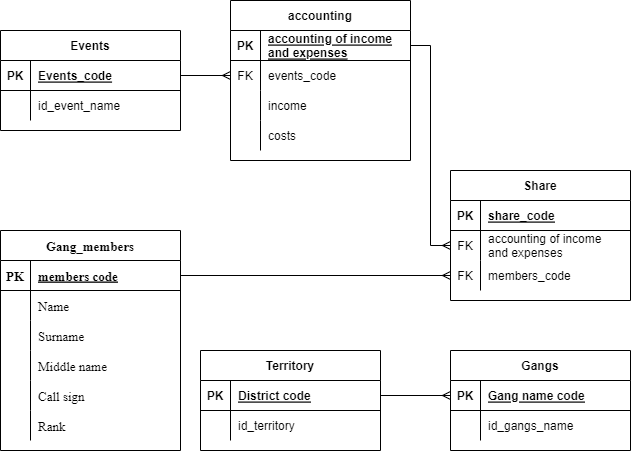 Events
PK Events_code
id_event_name
accounting
PK accounting of income
and expenses
FK events_code
income
costs
Share
PK share_code
FK accounting of income
and expenses
FK members_code
Gang_members
PK members code
Name
Surname
Middle name
Call sign
Rank
Territory
PK District code
id_territory
Gangs
PK Gang name code
id_gangs_name